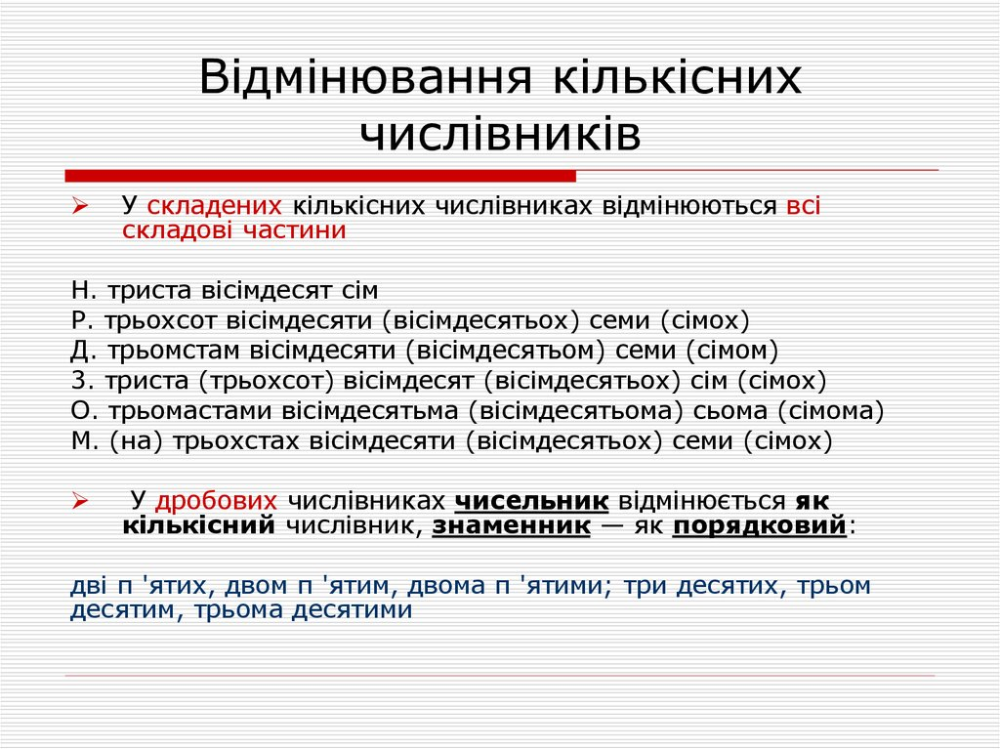 Відмінювання кількісних
числівників
У складених кількісних числівниках відмінюються всі
складові частини
Н. триста вісімдесят сім
Р. трьохсот вісімдесяти (вісімдесятьох) семи (сімох)
Д. трьомстам вісімдесяти (вісімдесятьом) семи (сімом)
З. триста (трьохсот) вісімдесят (вісімдесятьох) сім (сімох)
О. трьомастами вісімдесятьма (вісімдесятьома) сьома (сімома)
М. (на) трьохстах вісімдесяти (вісімдесятьох) семи (сімох)
У дробових числівниках чисельник відмінюється як
кількісний числівник, знаменник — як порядковий:
дві п 'ятих, двом п 'ятим, двома п 'ятими; три десятих, трьом
десятим, трьома десятими